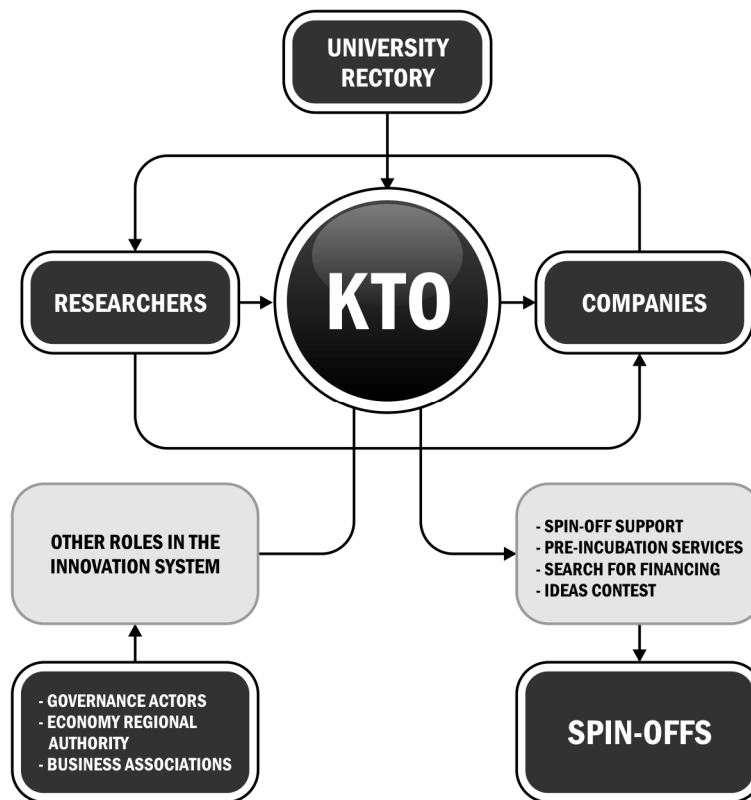 UNIVERSITY
RECTORY
RESEARCHERS
KTO
COMPANIES
OTHER ROLES IN THE
INNOVATION SYSTEM
- SPIN-OFF SUPPORT
- PRE-INCUBATION SERVICES
- SEARCH FOR FINANCING
- IDEAS CONTEST
- GOVERNANCE ACTORS
- ECONOMY REGIONAL
AUTHORITY
- BUSINESS ASSOCIATIONS
SPIN-OFFS